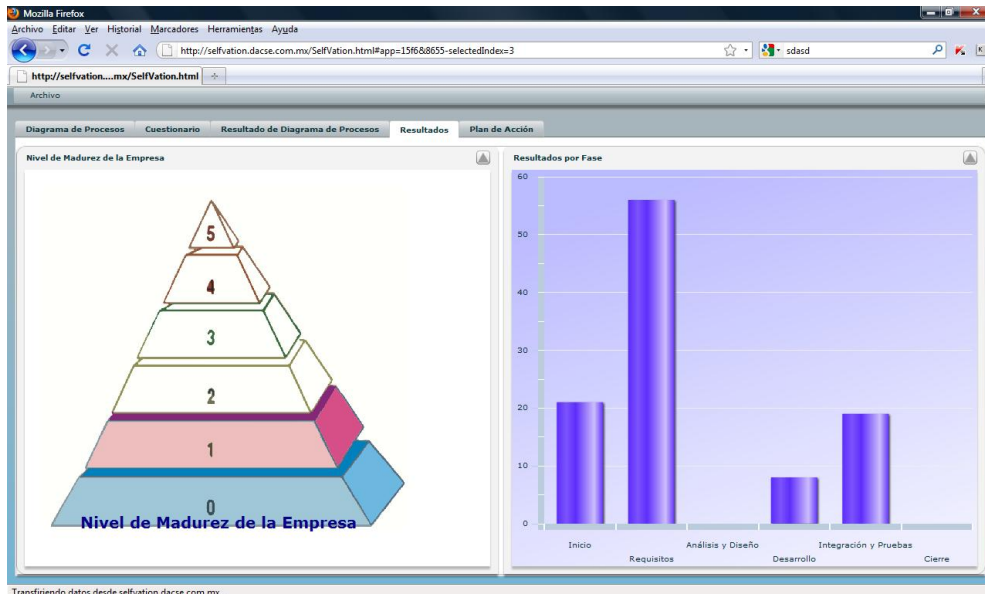 Mozilla Firefox
Archivo Editar Ver Historial Marcadores Herramientas Ayuda
http://selfvation.dacse.com.mx/SelfVation.html#app=15f6&8655-selectedIndex=3
sdasd
http://selfvation....mx/SelfVation.html
Archivo
Diagrama de Procesos Cuestionario Resultado de Diagrama de Procesos Resultados Plan de Acción
Nivel de Madurez de la Empresa
5
4
3
2
1
0
Nivel de Madurez de la Empresa
Resultados por Fase
60
50
40
30
20
10
0
Inicio Análisis y Diseño Integración y Pruebas
Requisitos Desarrollo Cierre
Transfiriendo datos desde selfvation.dacse.com.mx...